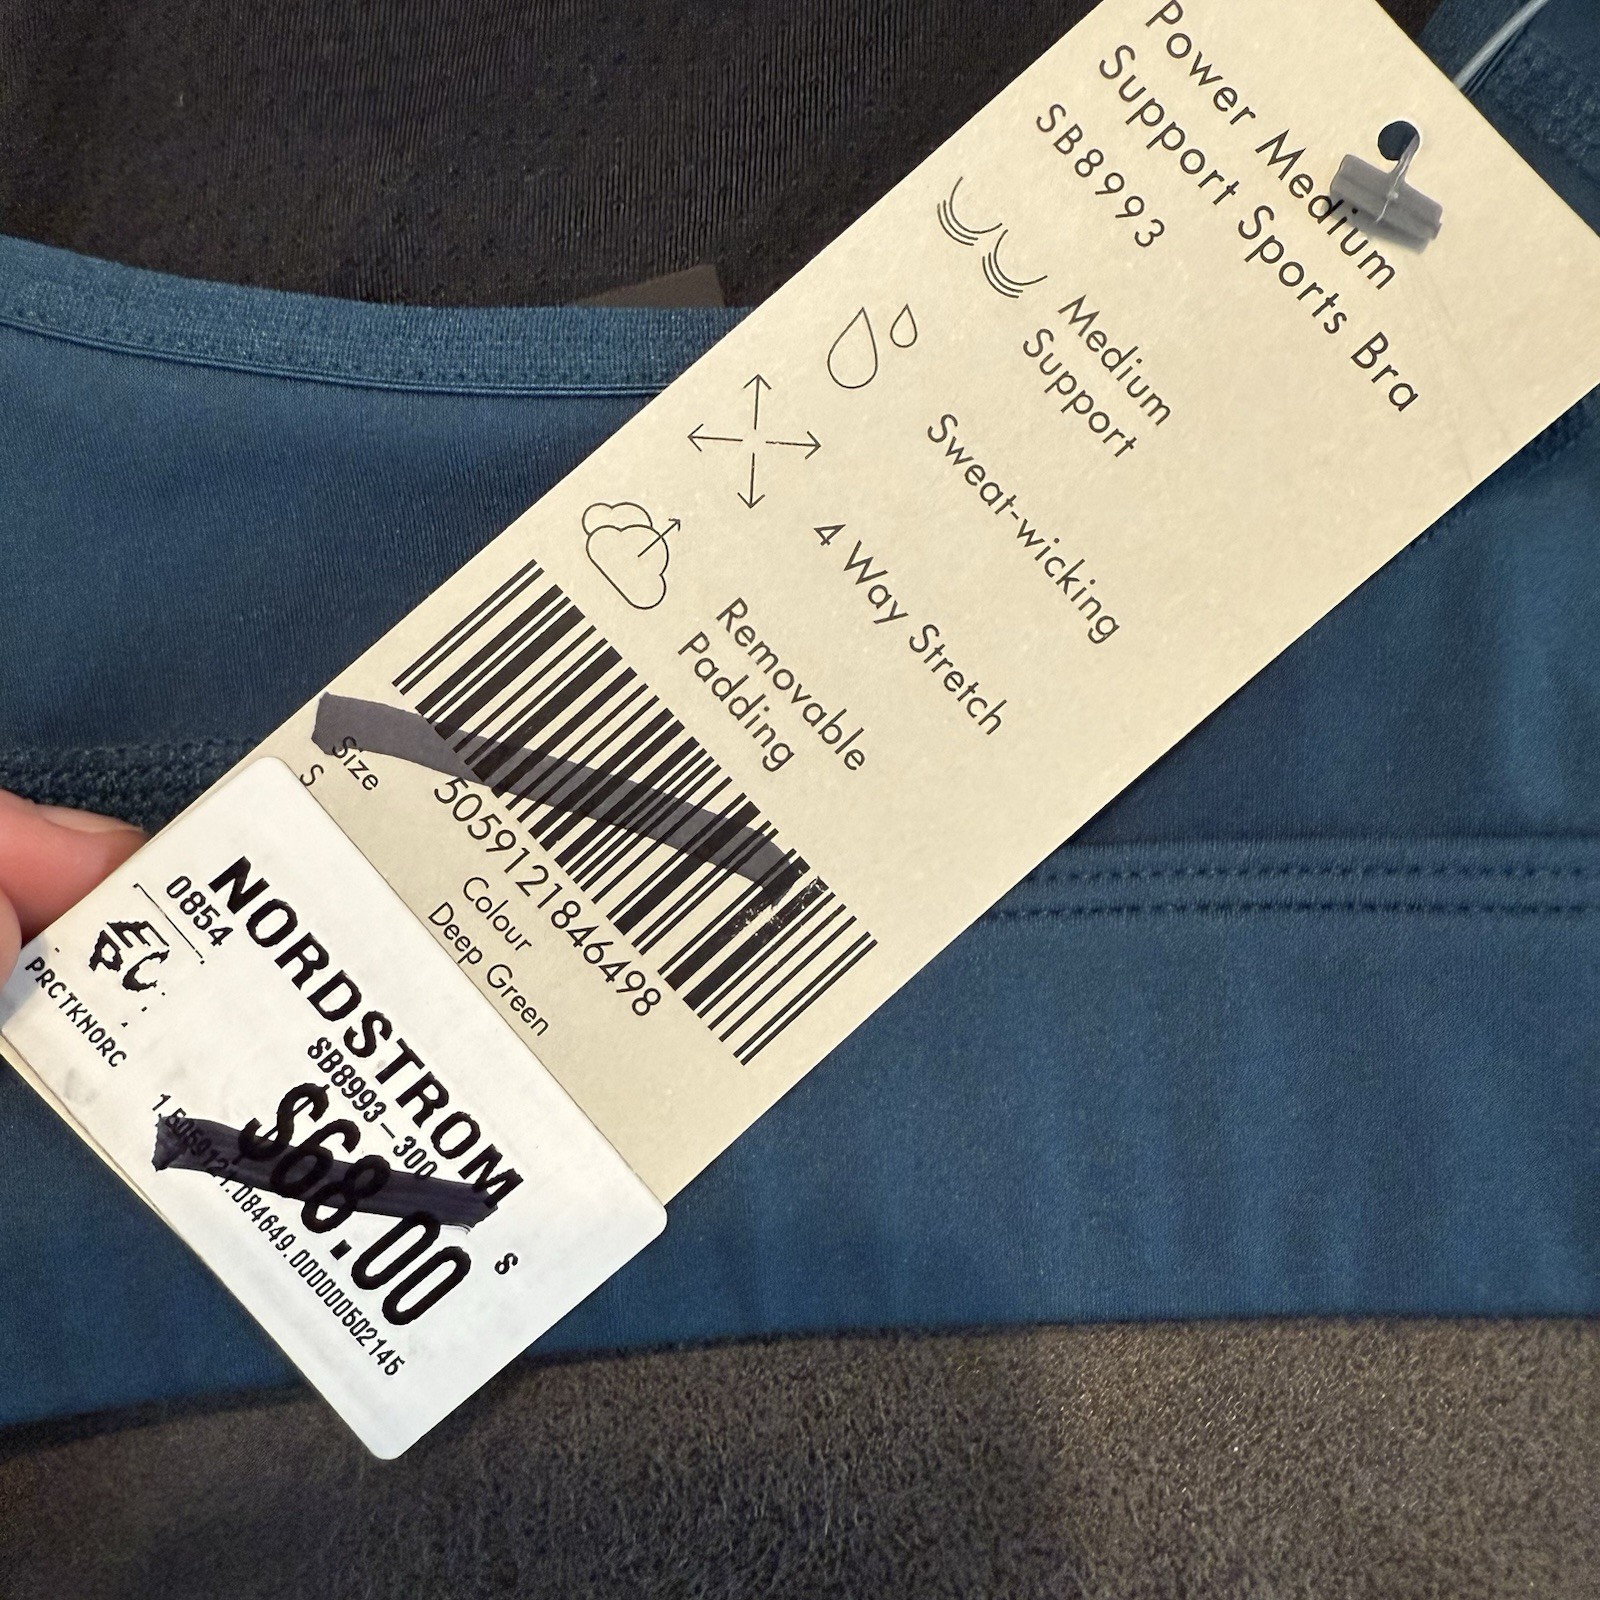 Power Medium
Support Sports Bra
SB8993
Medium
Support
Sweat-wicking
4 Way Stretch
Removable
Padding
5059121846498
Size
S
Colour
Deep Green
NORDSTROM
0854
SB8993-300
$68.00
S
PRCTKNORC